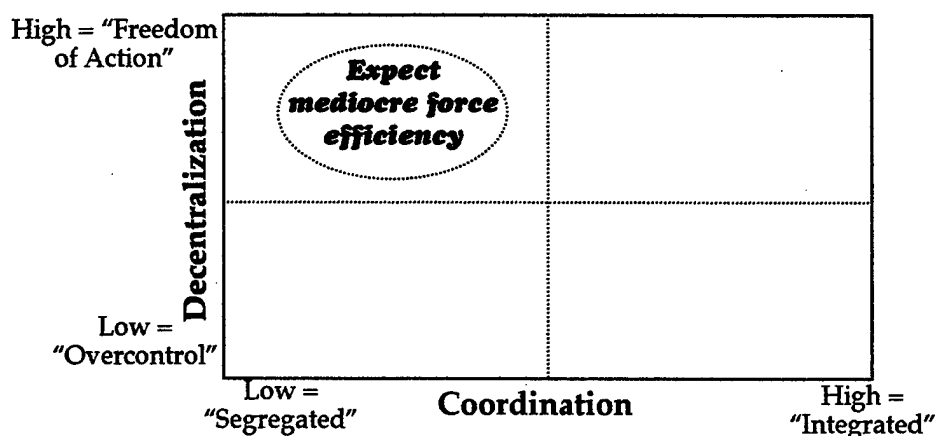 High = “Freedom
of Action”
Expect
mediocre force
efficiency
Decentralization
Low =
“Overcontrol”
Low =
“Segregated”
Coordination
High =
“Integrated”